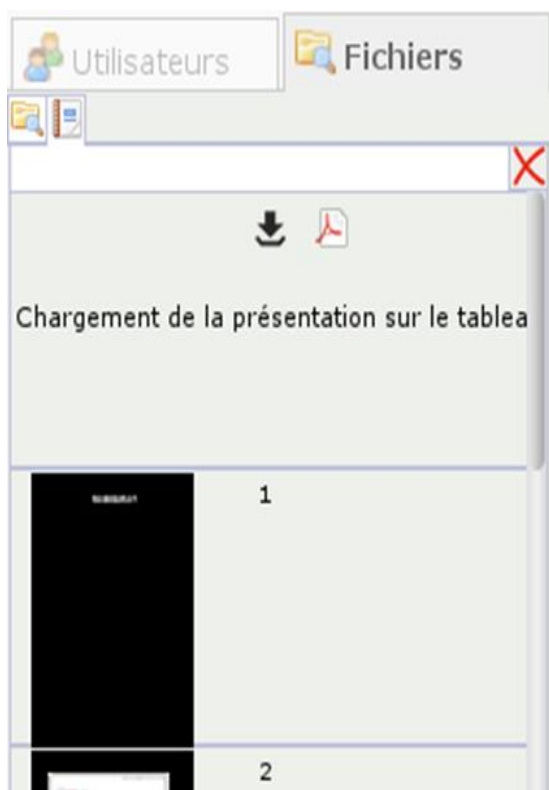 Utilisateurs
Fichiers
Chargement de la présentation sur le tablea
1
2